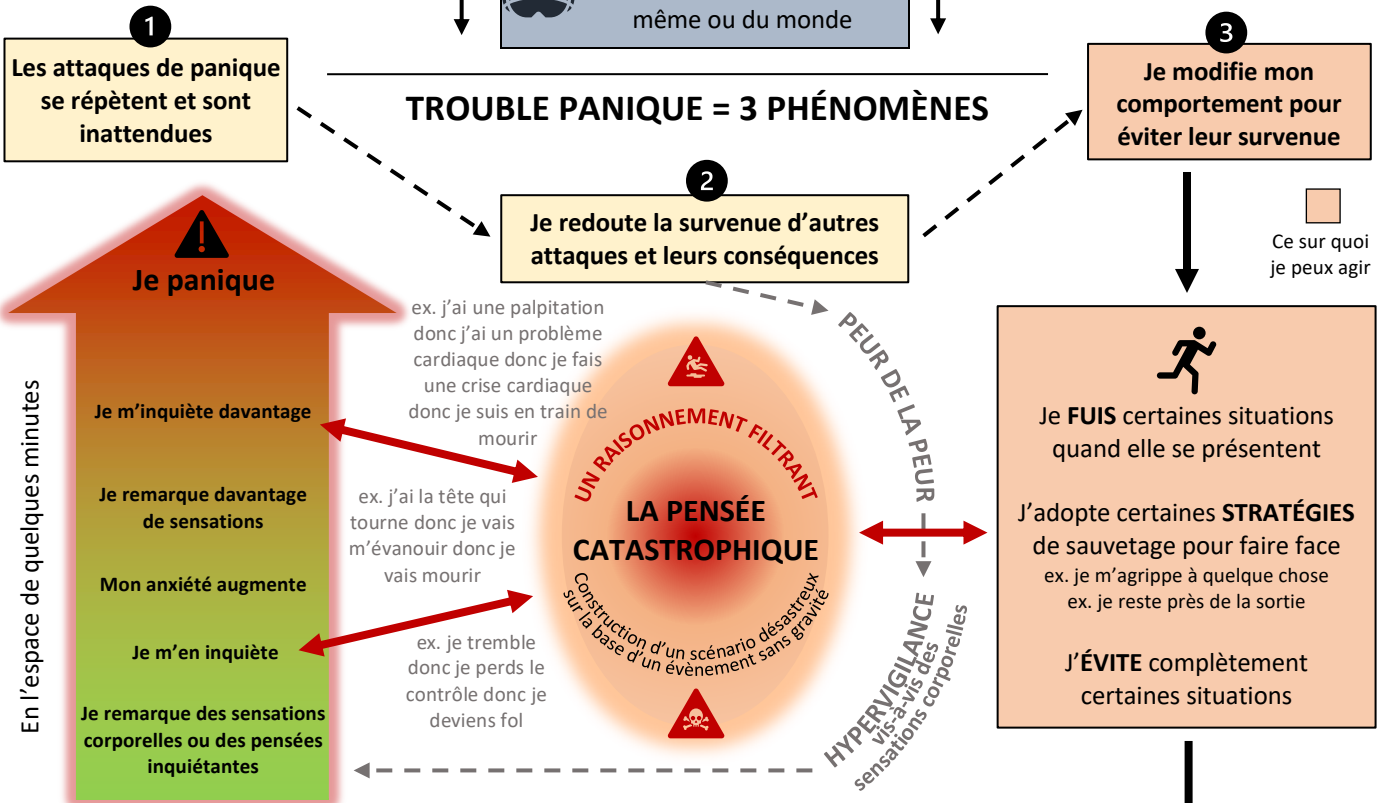 même ou du monde
1
Les attaques de panique
se répètent et sont
inattendues
TROUBLE PANIQUE = 3 PHÉNOMÈNES
3
Je modifie mon
comportement pour
éviter leur survenue
2
Je redoute la survenue d’autres
attaques et leurs conséquences
Ce sur quoi
je peux agir
En l’espace de quelques minutes
Je panique
Je m’inquiète davantage
Je remarque davantage
de sensations
Mon anxiété augmente
Je m’en inquiète
Je remarque des sensations
corporelles ou des pensées
inquiétantes
ex. j’ai une palpitation
donc j’ai un problème
cardiaque donc je fais
une crise cardiaque
donc je suis en train de
mourir
ex. j’ai la tête qui
tourne donc je vais
m’évanouir donc je
vais mourir
ex. je tremble
donc je perds le
contrôle donc je
deviens fol
UN RAISONNEMENT FILTRANT
LA PENSÉE
CATASTROPHIQUE
Construction d’un scénario désastreux
sur la base d’un évènement sans gravité
PEUR DE LA PEUR
HYPERVIGILANCE
vis-à-vis des
sensations corporelles
Je FUIS certaines situations
quand elle se présentent
J’adopte certaines STRATÉGIES
de sauvetage pour faire face
ex. je m’agrippe à quelque chose
ex. je reste près de la sortie
J’ÉVITE complètement
certaines situations